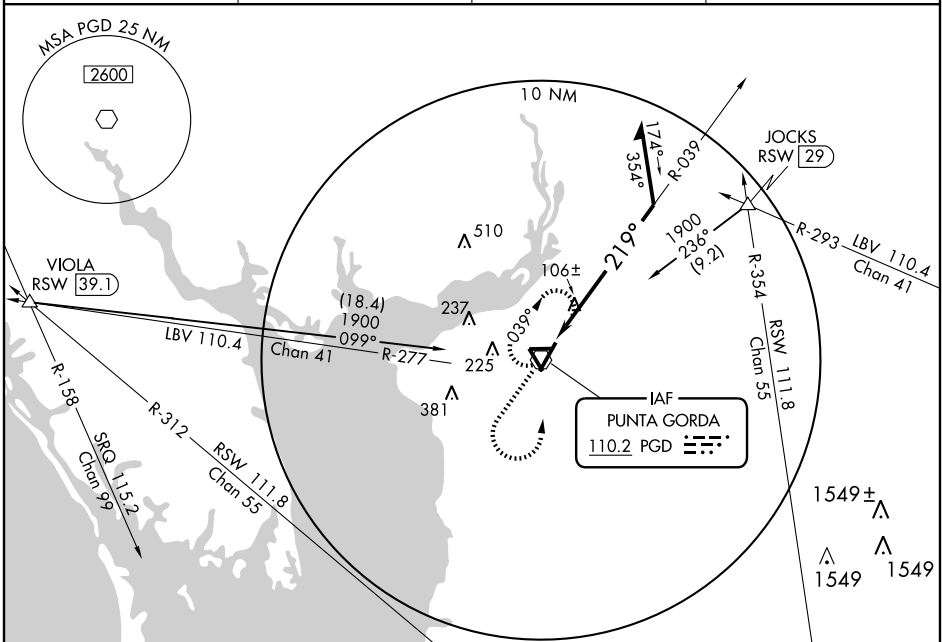 MSA PGD 25 NM
2600
10 NM
174°
354°
R-039
JOCKS
RSW 29
510
219°
1900
236°
(9.2)
R-293
LBV 110.4
Chan 41
106±
VIOLA
RSW 39.1
(18.4)
1900
099°
237
039°
LBV 110.4
Chan 41
R-277
225
R-354
RSW 111.8
Chan 55
381
R-158
R-312
IAF
PUNTA GORDA
110.2 PGD
SRQ 115.2
Chan 99
RSW 111.8
Chan 55
1549±
1549
1549